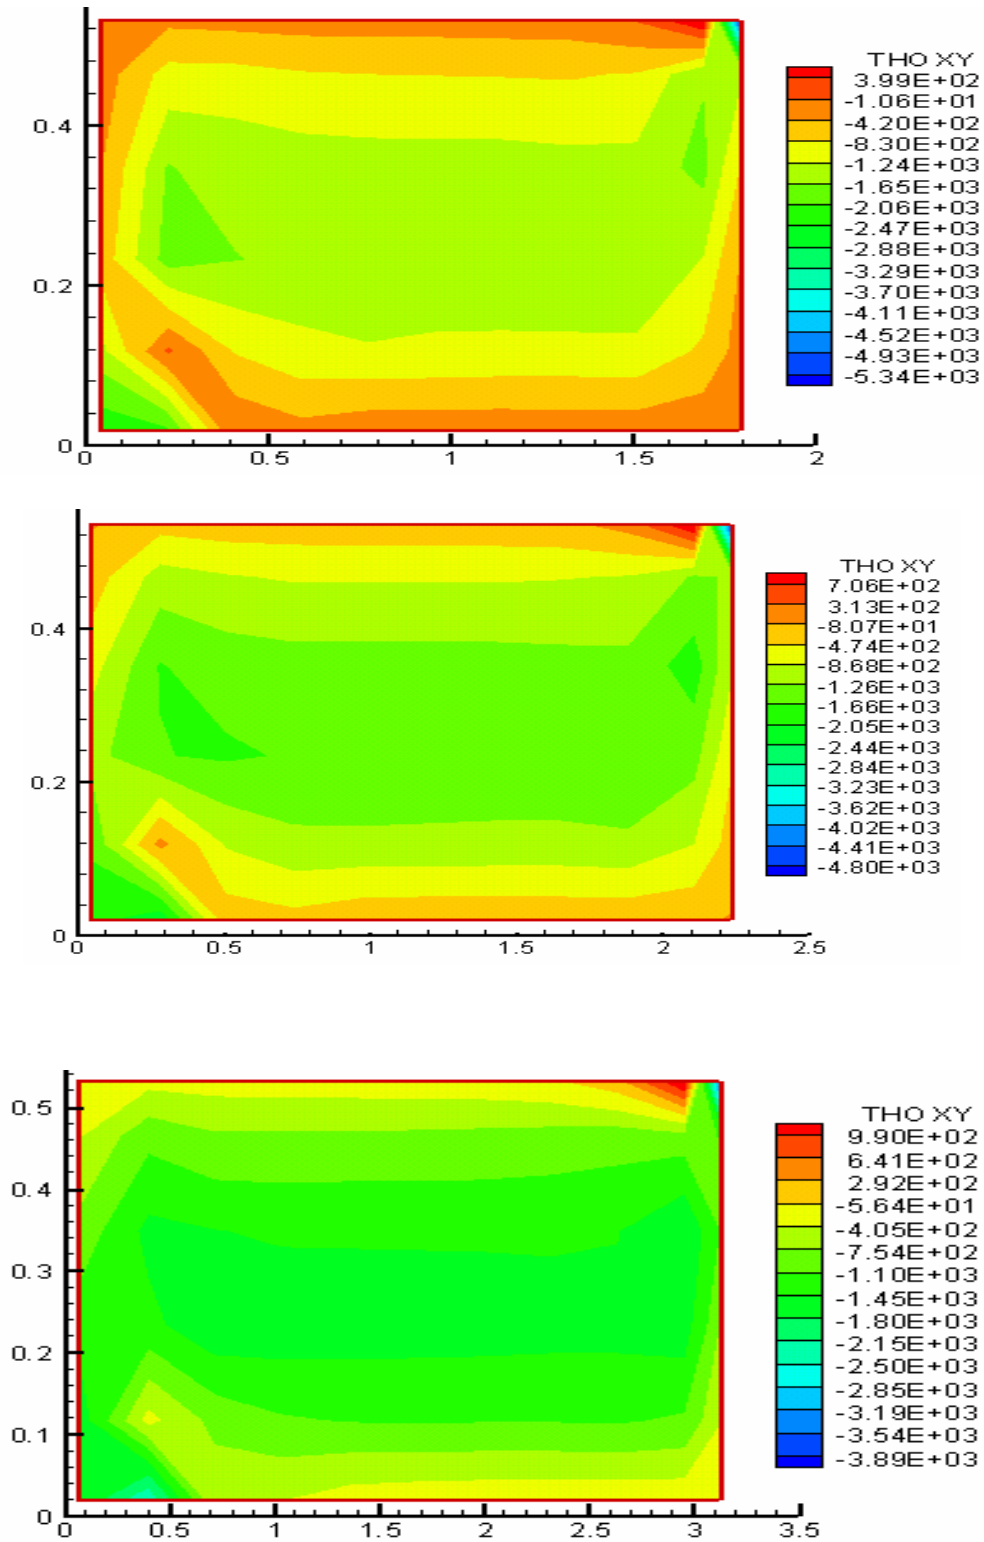 THO XY
3.99E+02
-1.06E+01
-4.20E+02
-8.30E+02
-1.24E+03
-1.65E+03
-2.06E+03
-2.47E+03
-2.88E+03
-3.29E+03
-3.70E+03
-4.11E+03
-4.52E+03
-4.93E+03
-5.34E+03
0.4
0.2
0
0 0.5 1 1.5 2
THO XY
7.06E+02
3.13E+02
-8.07E+01
-4.74E+02
-8.68E+02
-1.26E+03
-1.66E+03
-2.05E+03
-2.44E+03
-2.84E+03
-3.23E+03
-3.62E+03
-4.02E+03
-4.41E+03
-4.80E+03
0.4
0.2
0
0 0.5 1 1.5 2 2.5
THO XY
9.90E+02
6.41E+02
2.92E+02
-5.64E+01
-4.05E+02
-7.54E+02
-1.10E+03
-1.45E+03
-1.80E+03
-2.15E+03
-2.50E+03
-2.85E+03
-3.19E+03
-3.54E+03
-3.89E+03
0.5
0.4
0.3
0.2
0.1
0
0 0.5 1 1.5 2 2.5 3 3.5